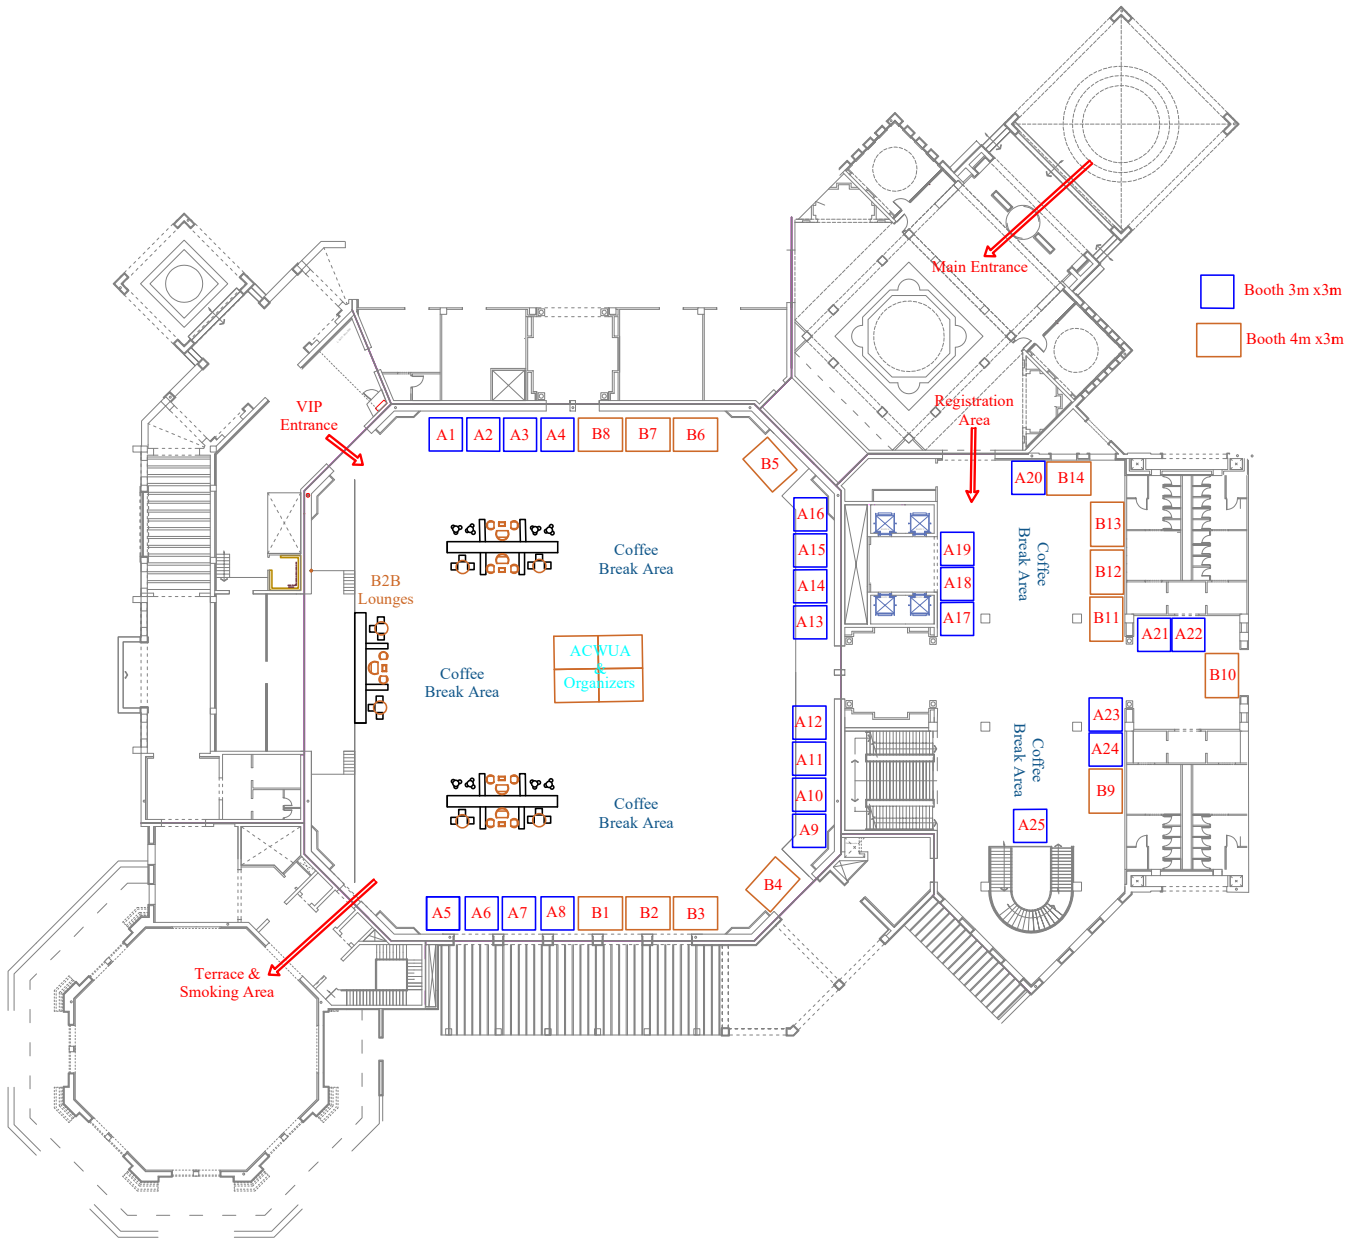 Main Entrance
Booth 3m x3m
Booth 4m x3m
VIP
Entrance
Registration
Area
A1
A2
A3
A4
B8
B7
B6
B5
A20
B14
A16
A15
A14
A13
A19
A18
A17
B13
B12
B11
A21
A22
B10
Coffee
Break Area
Coffee
Break Area
B2B
Lounges
ACWUA
&
Organizers
Coffee
Break Area
A12
A11
A10
A9
A23
A24
B9
A25
Coffee
Break Area
Coffee
Break Area
B4
A5
A6
A7
A8
B1
B2
B3
Terrace &
Smoking Area